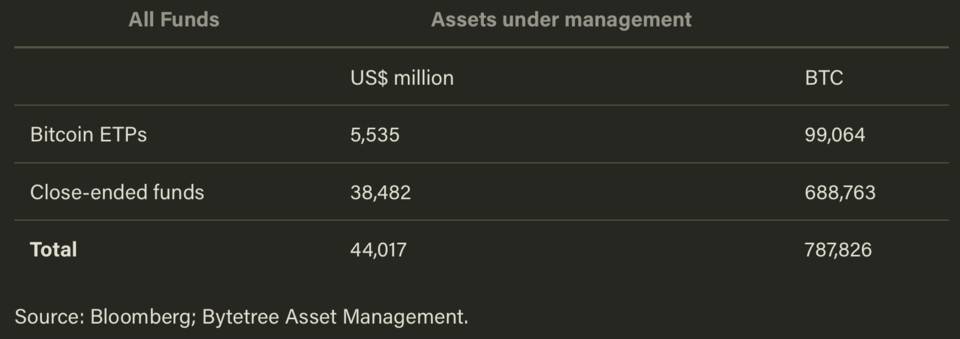 All Funds Assets under management
US$ million BTC
Bitcoin ETPs 5,535 99,064
Close-ended funds 38,482 688,763
Total 44,017 787,826
Source: Bloomberg; Bytetree Asset Management.